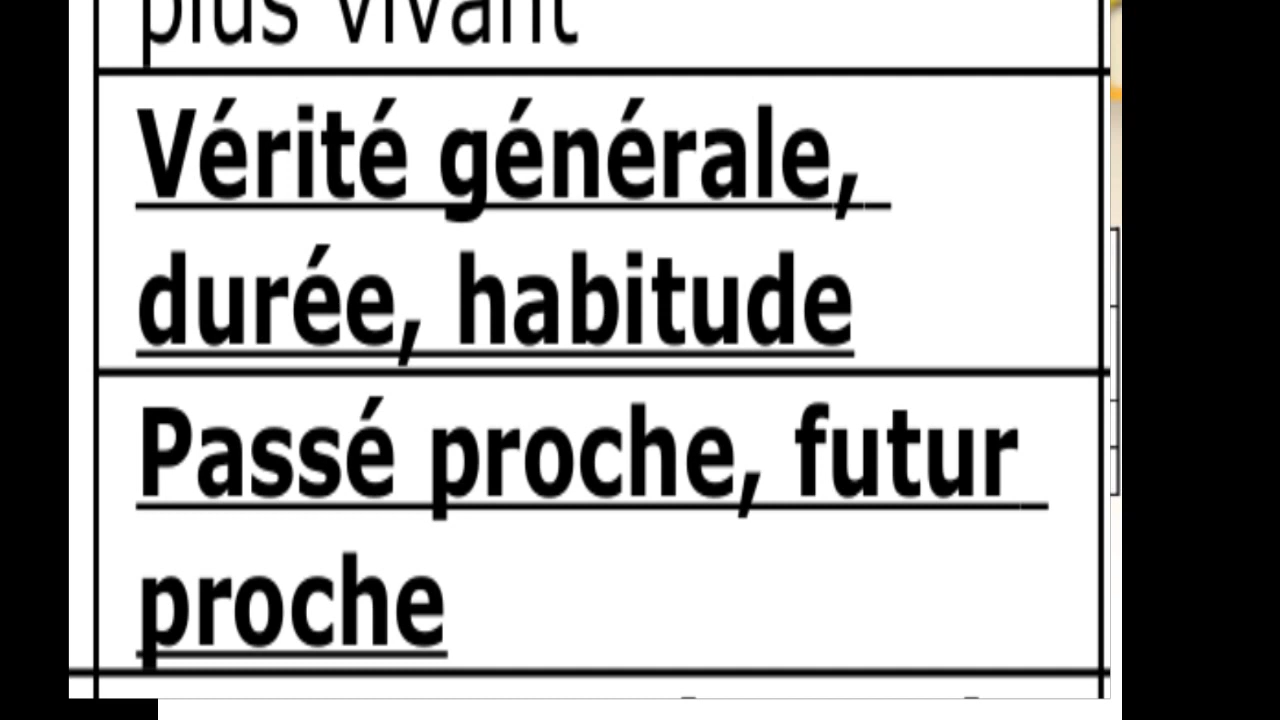 plus vivant
Vérité générale,
durée, habitude
Passé proche, futur
proche